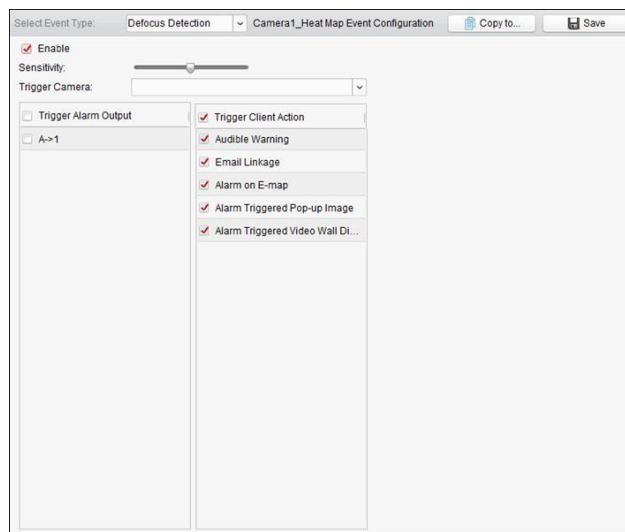 Select Event Type: Defocus Detection Camera1_Heat Map Event Configuration Copy to... Save
Enable
Sensitivity:
Trigger Camera:
Trigger Alarm Output Trigger Client Action
A->1 Audible Warning
Email Linkage
Alarm on E-map
Alarm Triggered Pop-up Image
Alarm Triggered Video Wall Di...